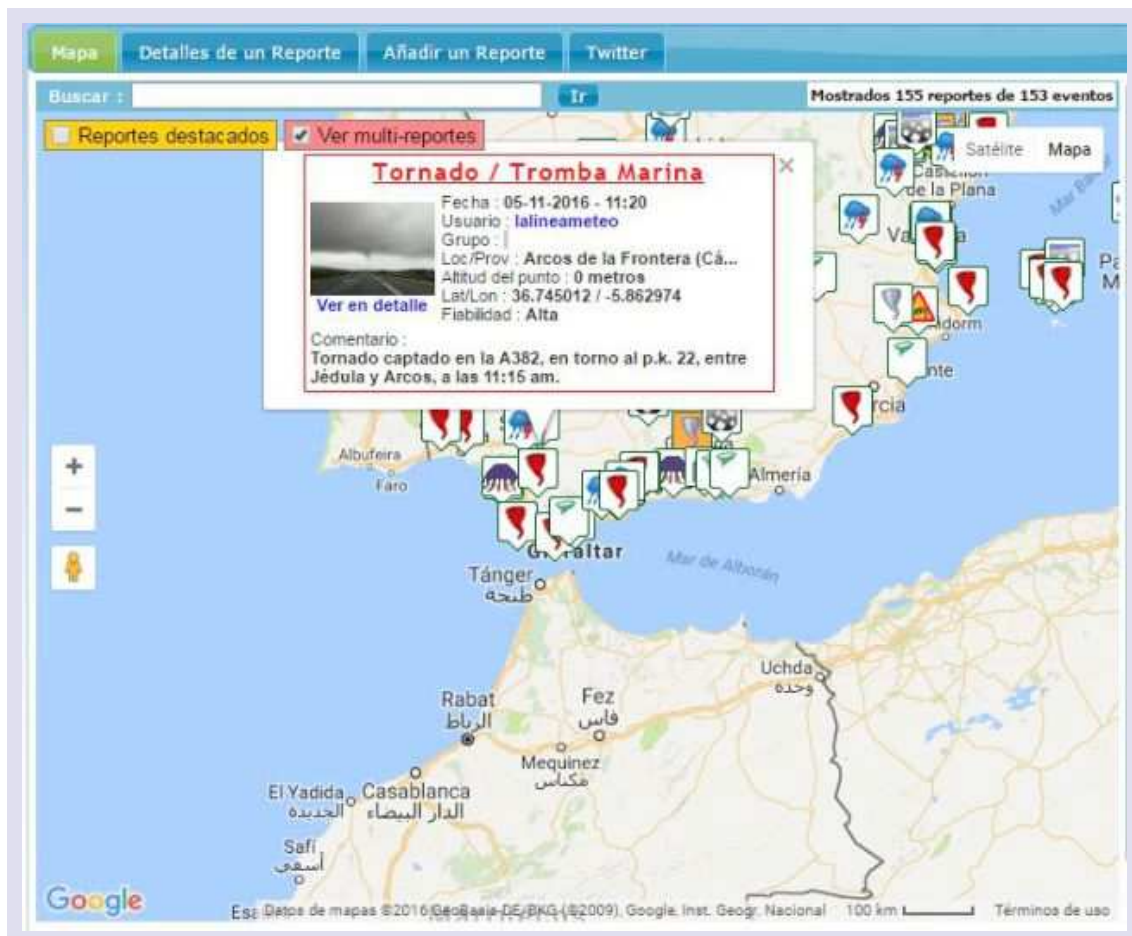 Mapa
Detalles de un Reporte
Añadir un Reporte
Twitter
Buscar :
Ir
Mostrados 155 reportes de 153 eventos
Reportes destacados
Ver multi-reportes
Satélite
Mapa
Tornado / Tromba Marina
Fecha : 05-11-2016 - 11:20
Usuario : lalineameteo
Grupo : |
Loc/Prov : Arcos de la Frontera (Cá...
Altitud del punto : 0 metros
Lat/Lon : 36.745012 / -5.862974
Fiabilidad : Alta
Ver en detalle
Comentario :
Tornado captado en la A382, en torno al p.k. 22, entre
Jédula y Arcos, a las 11:15 am.
de la Plana
Albufeira
Faro
Almería
Mar de Alborán
Tánger
طنجة
Uchda
وجدة
Rabat
الرباط
Fez
فاس
Mequinez
مكناس
El Yadida
الجديدة
Casablanca
الدار البيضاء
Safí
آسفي
Google
Datos de mapas ©2016 GeoBasis-DE/BKG (©2009), Google, Inst. Geogr. Nacional
100 km
Términos de uso